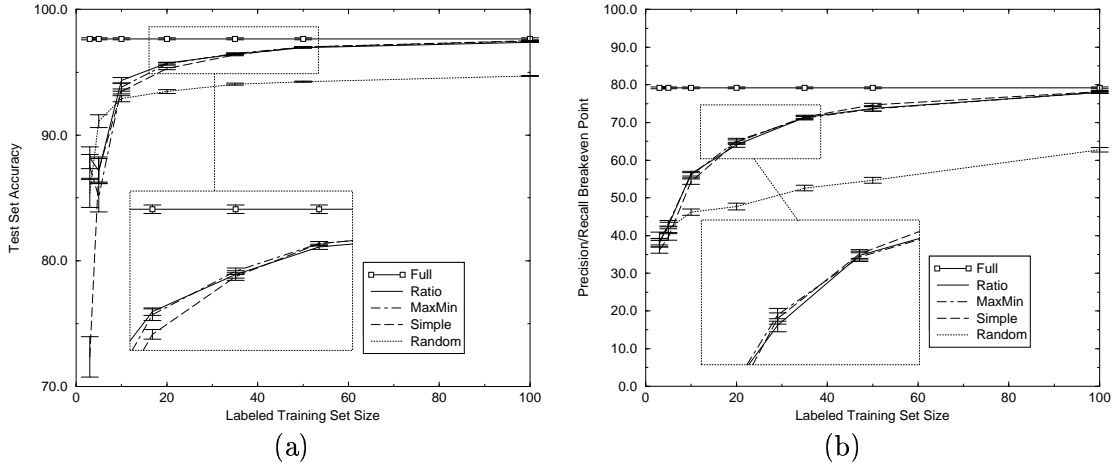 100.0
90.0
80.0
70.0
Test Set Accuracy
0
20
40
60
80
100
Labeled Training Set Size
Full
Ratio
MaxMin
Simple
Random
(a)
100.0
90.0
80.0
70.0
60.0
50.0
40.0
30.0
20.0
10.0
0.0
Precision/Recall Breakeven Point
0
20
40
60
80
100
Labeled Training Set Size
Full
Ratio
MaxMin
Simple
Random
(b)